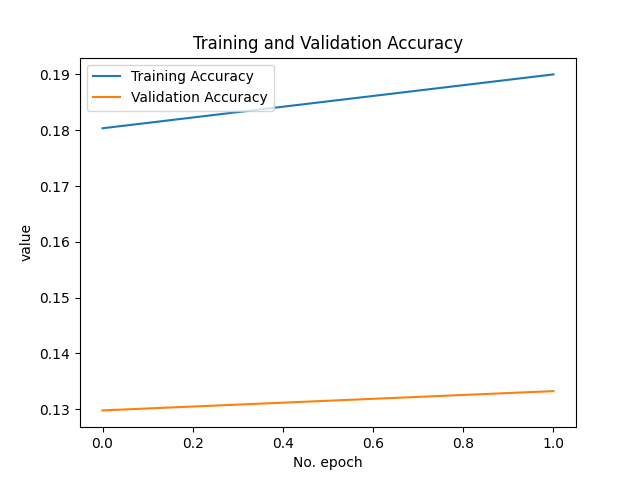 Training and Validation Accuracy
Training Accuracy
Validation Accuracy
value
0.19
0.18
0.17
0.16
0.15
0.14
0.13
0.0 0.2 0.4 0.6 0.8 1.0
No. epoch